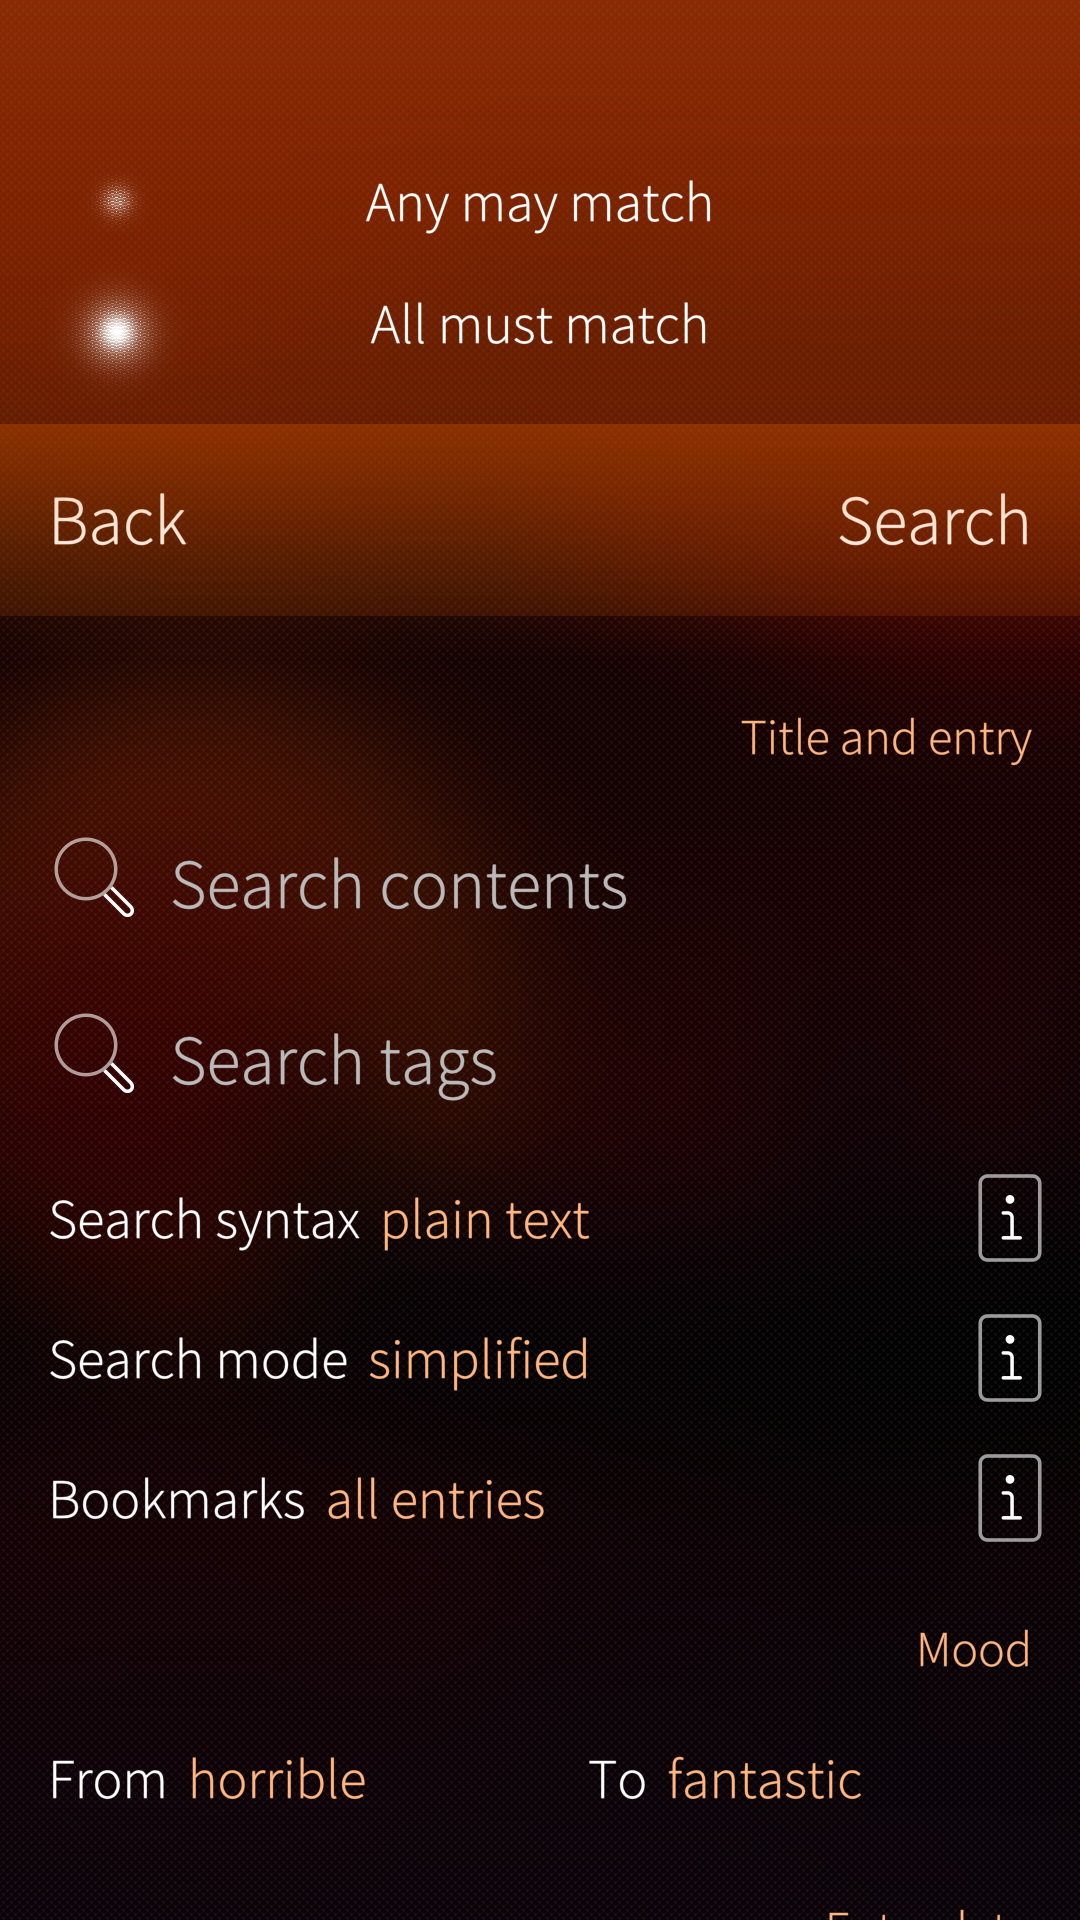 Any may match
All must match
Back Search
Title and entry
Search contents
Search tags
Search syntax plain text i
Search mode simplified i
Bookmarks all entries i
Mood
From horrible To fantastic